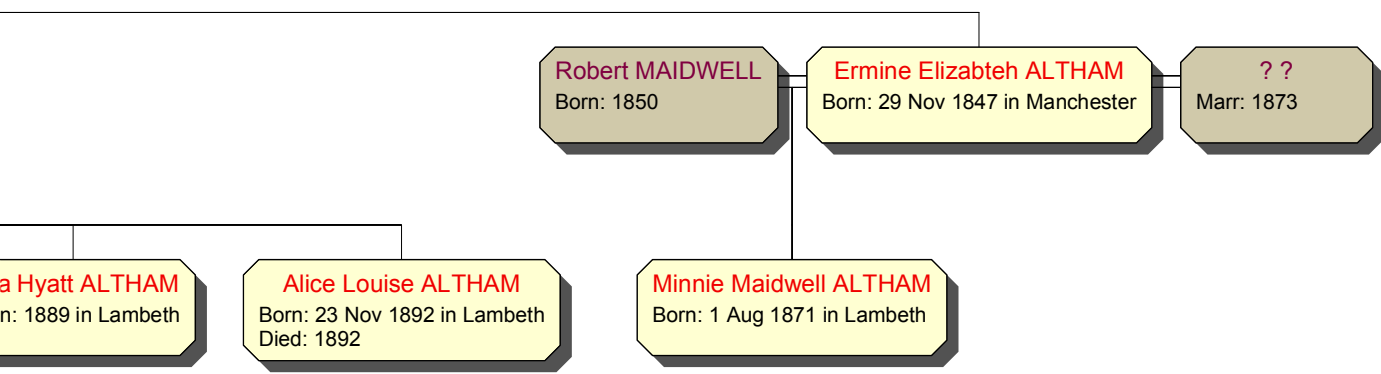 Robert MAIDWELL
Born: 1850
Ermine Elizabteh ALTHAM
Born: 29 Nov 1847 in Manchester
? ?
Marr: 1873
a Hyatt ALTHAM
n: 1889 in Lambeth
Alice Louise ALTHAM
Born: 23 Nov 1892 in Lambeth
Died: 1892
Minnie Maidwell ALTHAM
Born: 1 Aug 1871 in Lambeth